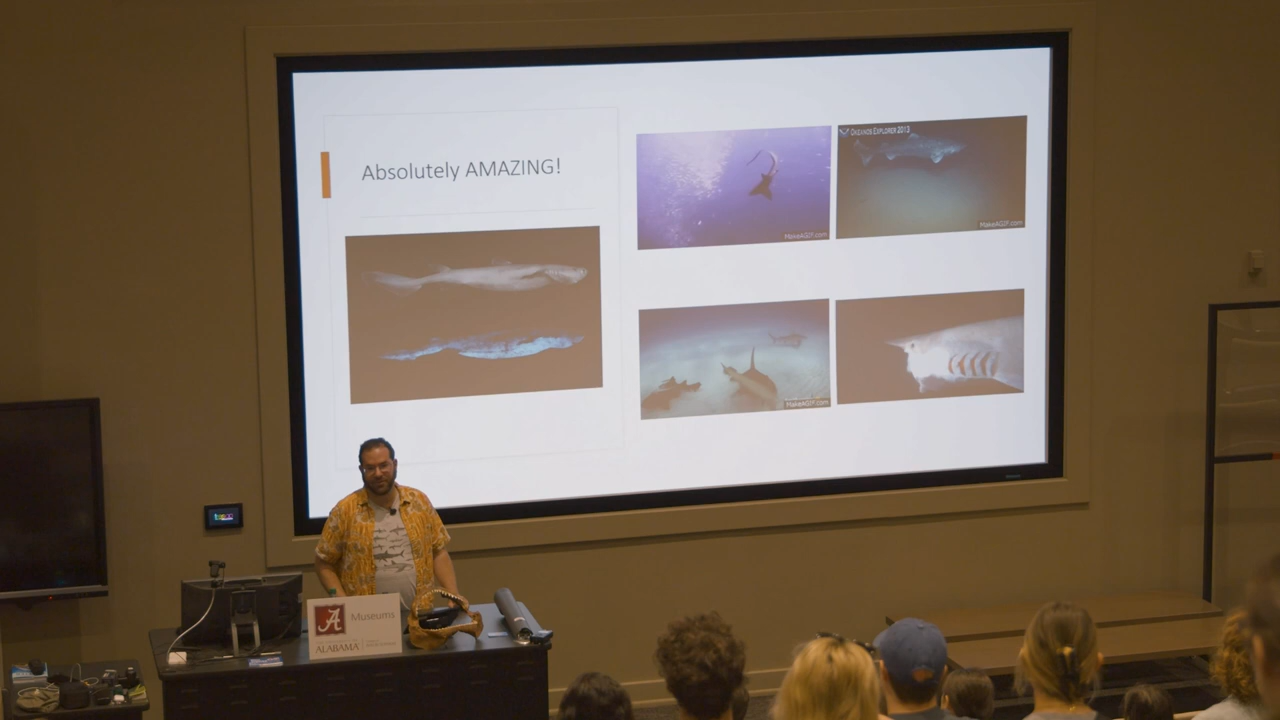 Absolutely AMAZING!
OKEANOS EXPLORER 2013
MakeAGIF.com
MakeAGIF.com
MakeAGIF.com
A Museums
ALABAMA